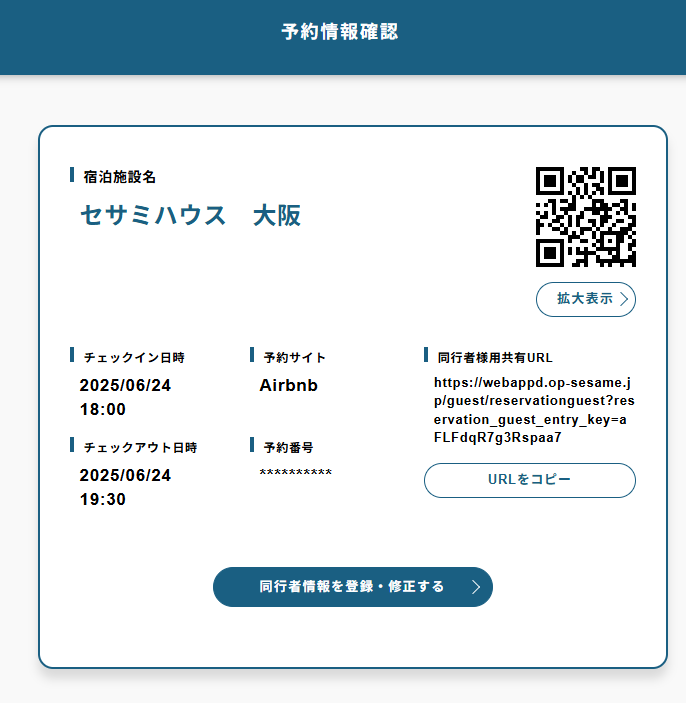 予約情報確認
宿泊施設名
セサミハウス　大阪
拡大表示
チェックイン日時
2025/06/24
18:00
予約サイト
Airbnb
同行者様用共有URL
https://webappd.op-sesame.j
p/guest/reservationguest?res
ervation_guest_entry_key=a
FLFdqR7g3Rspaa7
チェックアウト日時
2025/06/24
19:30
予約番号
**********
URLをコピー
同行者情報を登録・修正する